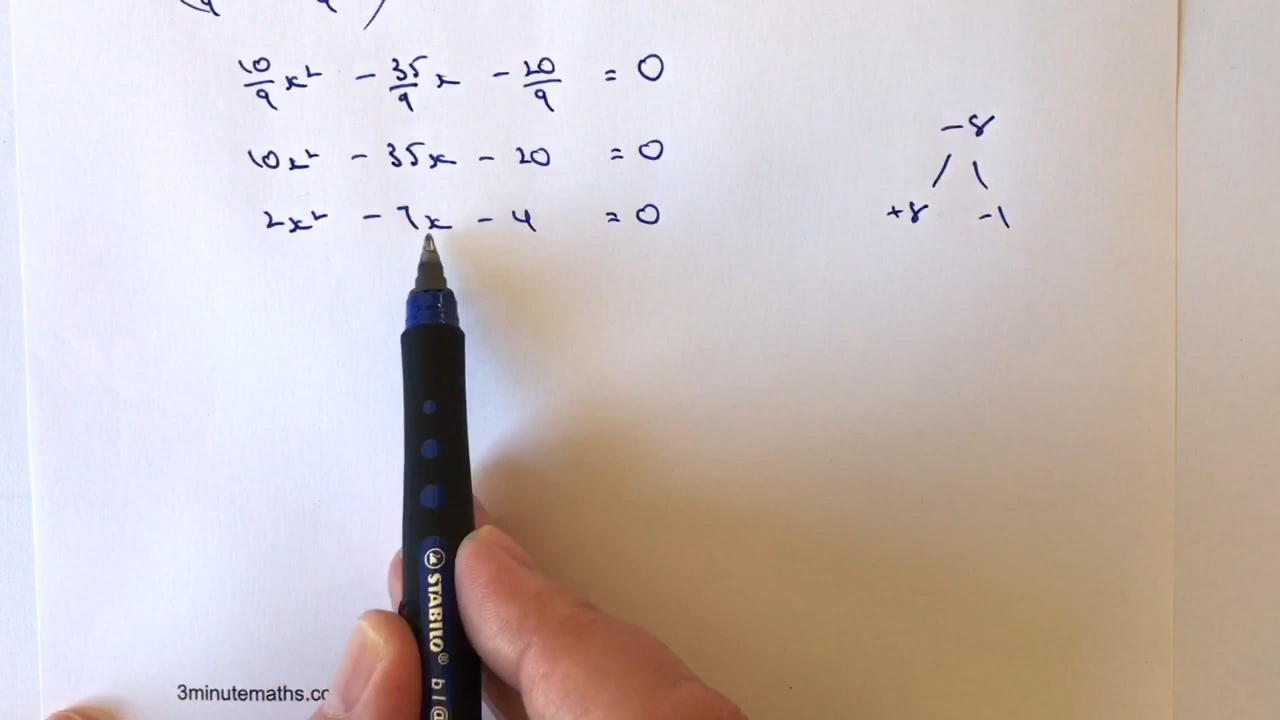 10/9 x² - 35/9 x - 20/9 = 0
10x² - 35x - 20 = 0
2x² - 7x - 4 = 0
-8
+8 -1
STABILO®
3minutemaths.co